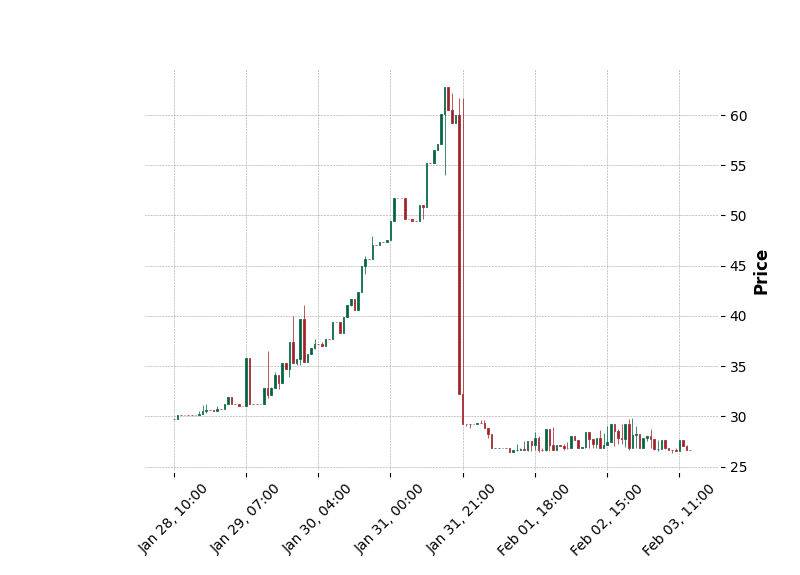 60
55
50
45
40
35
30
25
Price
Jan 28, 10:00
Jan 29, 07:00
Jan 30, 04:00
Jan 31, 00:00
Jan 31, 21:00
Feb 01, 18:00
Feb 02, 15:00
Feb 03, 11:00